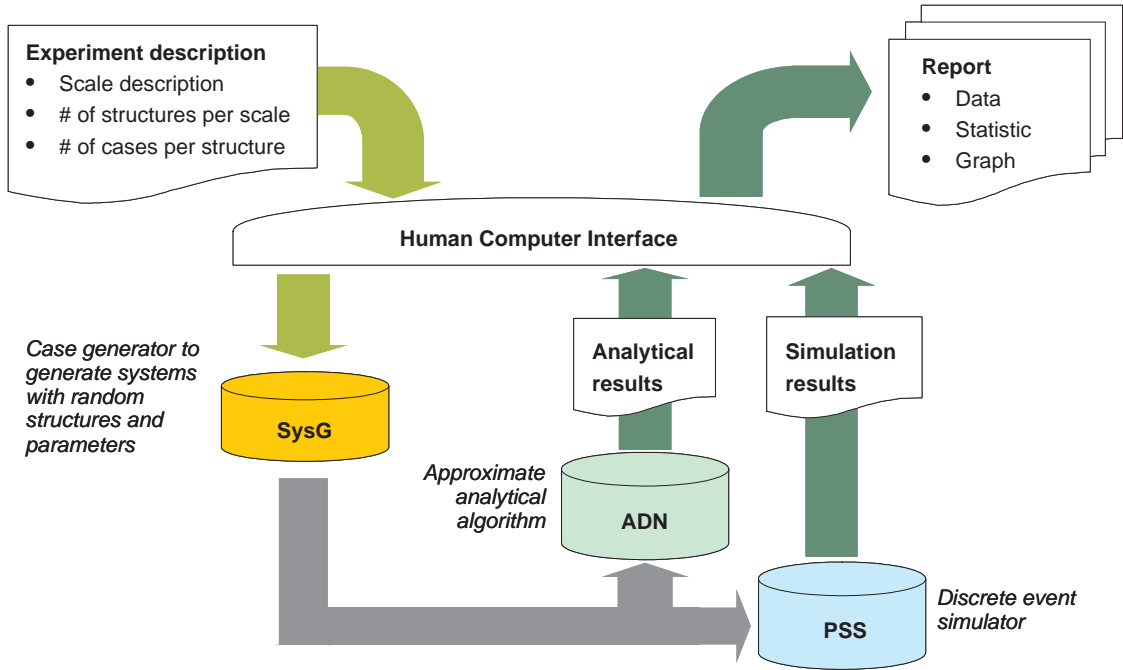 Experiment description
• Scale description
• # of structures per scale
• # of cases per structure
Report
• Data
• Statistic
• Graph
Human Computer Interface
Case generator to
generate systems
with random
structures and
parameters
SysG
Analytical
results
Simulation
results
Approximate
analytical
algorithm
ADN
PSS
Discrete event
simulator